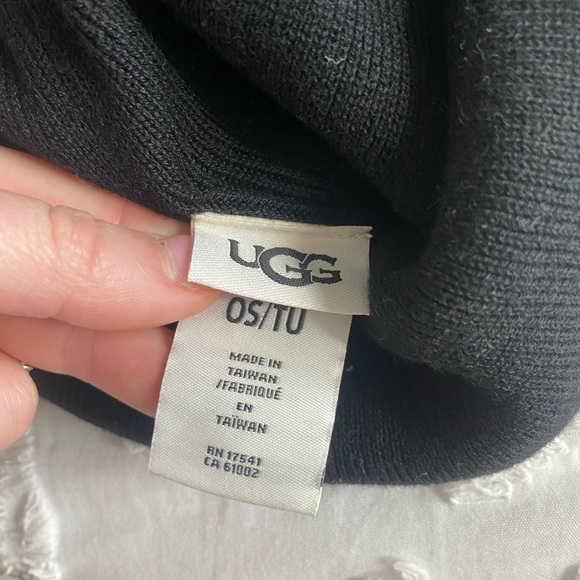 UGG
OS/TU
MADE IN
TAIWAN
/FABRIQUÉ
EN
TAÏWAN
RN 17541
CA 61002